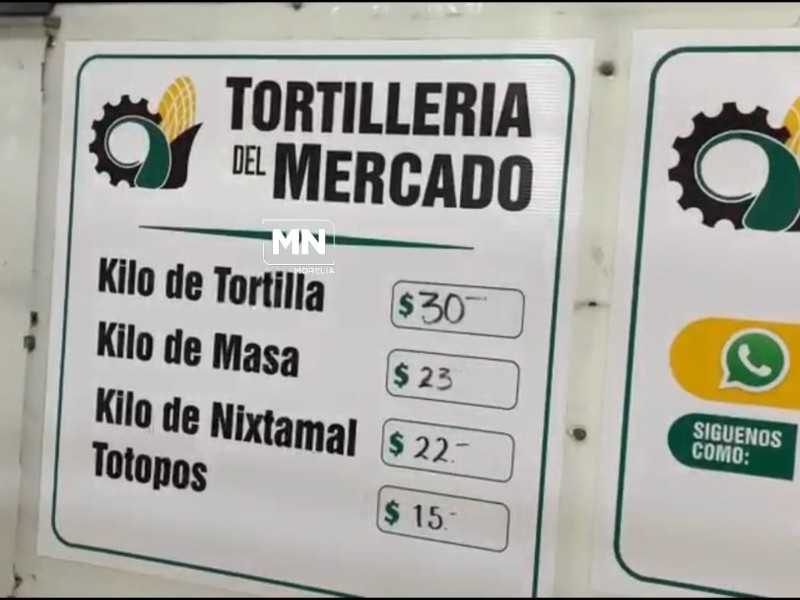 TORTILLERIA
DEL MERCADO
MN
MORELIA
Kilo de Tortilla $30.-
Kilo de Masa $23
Kilo de Nixtamal $22.-
Totopos $15.-
SIGUENOS
COMO: